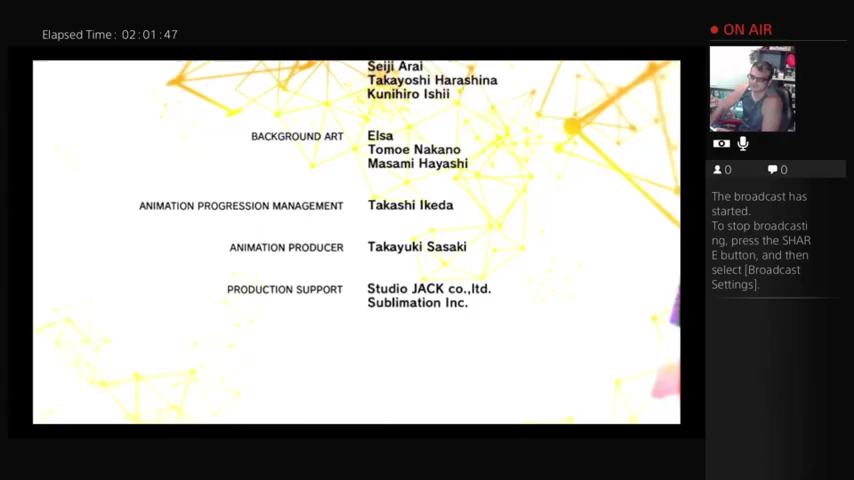 Elapsed Time: 02:01:47
ON AIR
Seiji Arai
Takayoshi Harashina
Kunihiro Ishii
BACKGROUND ART Elsa
Tomoe Nakano
Masami Hayashi
ANIMATION PROGRESSION MANAGEMENT Takashi Ikeda
ANIMATION PRODUCER Takayuki Sasaki
PRODUCTION SUPPORT Studio JACK co.,ltd.
Sublimation Inc.
0 0
The broadcast has
started.
To stop broadcasti
ng, press the SHAR
E button, and then
select [Broadcast
Settings].